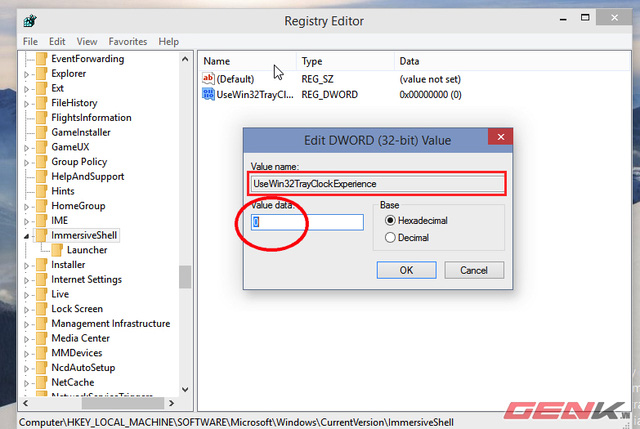 Registry Editor
File Edit View Favorites Help
EventForwarding
Explorer
Ext
FileHistory
FlightsInformation
GameInstaller
GameUX
Group Policy
HelpAndSupport
Hints
HomeGroup
IME
ImmersiveShell
Launcher
Installer
Internet Settings
Live
Lock Screen
Management Infrastructure
Media Center
MMDevices
NcdAutoSetup
NetCache
NetworkServiceTriggers
Name Type Data
ab (Default) REG_SZ (value not set)
UseWin32TrayCl... REG_DWORD 0x00000000 (0)
Edit DWORD (32-bit) Value
Value name:
UseWin32TrayClockExperience
Value data:
0
Base
Hexadecimal
Decimal
OK Cancel
Computer\HKEY_LOCAL_MACHINE\SOFTWARE\Microsoft\Windows\CurrentVersion\ImmersiveShell
GENK.VN